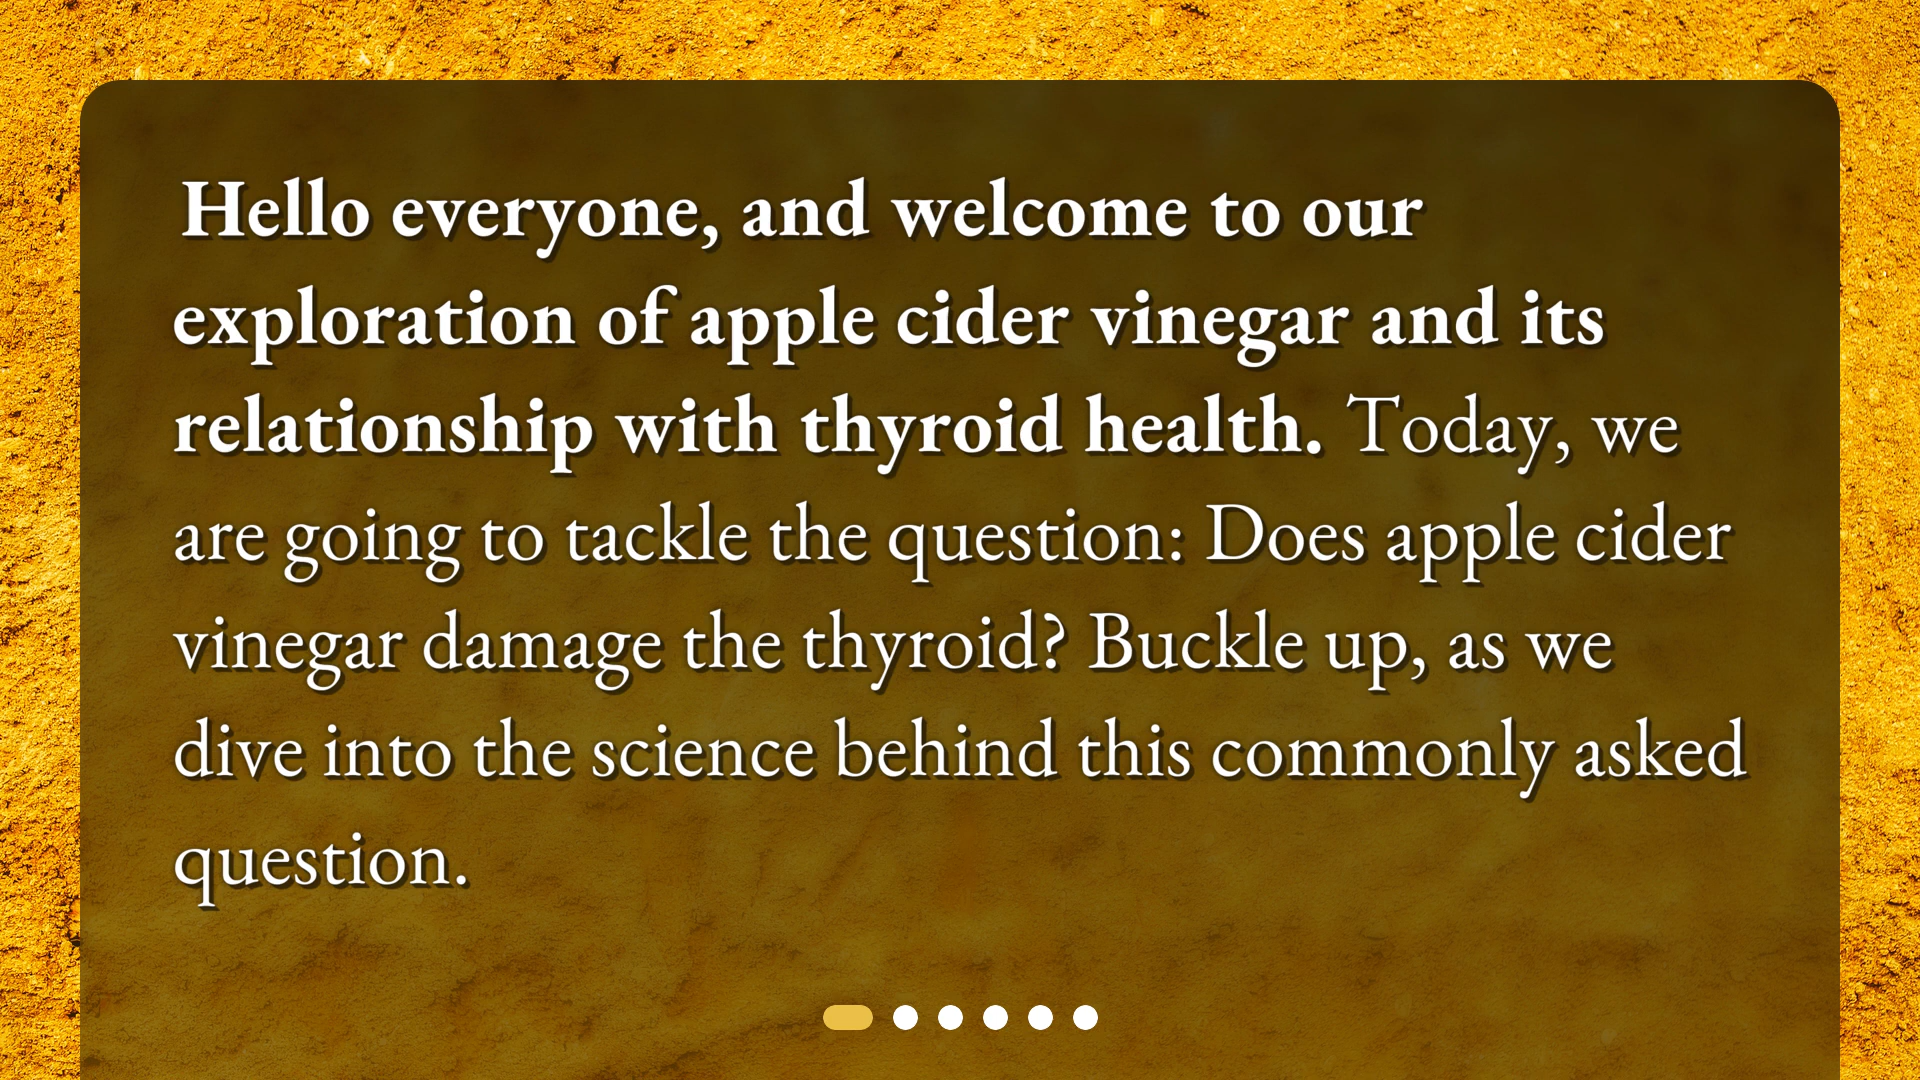 Hello everyone, and welcome to our
exploration of apple cider vinegar and its
relationship with thyroid health. Today, we
are going to tackle the question: Does apple cider
vinegar damage the thyroid? Buckle up, as we
dive into the science behind this commonly asked
question.